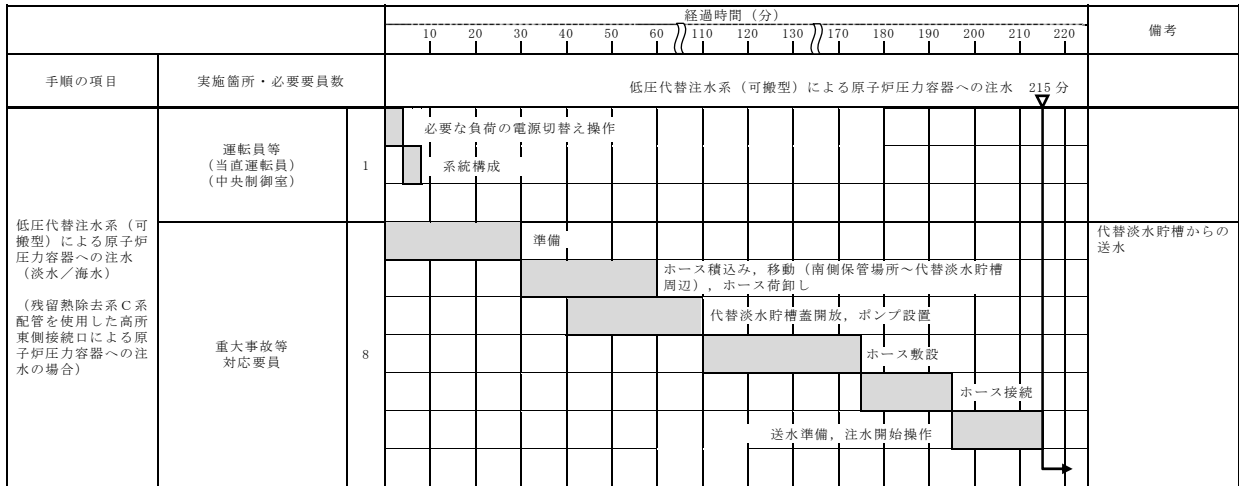 経過時間（分）
10 20 30 40 50 60 110 120 130 170 180 190 200 210 220
備考
手順の項目
実施箇所・必要要員数
低圧代替注水系（可搬型）による原子炉圧力容器への注水 215分
低圧代替注水系（可
搬型）による原子炉
圧力容器への注水
（淡水／海水）
（残留熱除去系Ｃ系
配管を使用した高所
東側接続口による原
子炉圧力容器への注
水の場合）
運転員等
（当直運転員）
（中央制御室）
1
必要な負荷の電源切替え操作
系統構成
重大事故等
対応要員
8
準備
ホース積込み，移動（南側保管場所～代替淡水貯槽
周辺），ホース荷卸し
代替淡水貯槽蓋開放，ポンプ設置
ホース敷設
ホース接続
送水準備，注水開始操作
代替淡水貯槽からの
送水